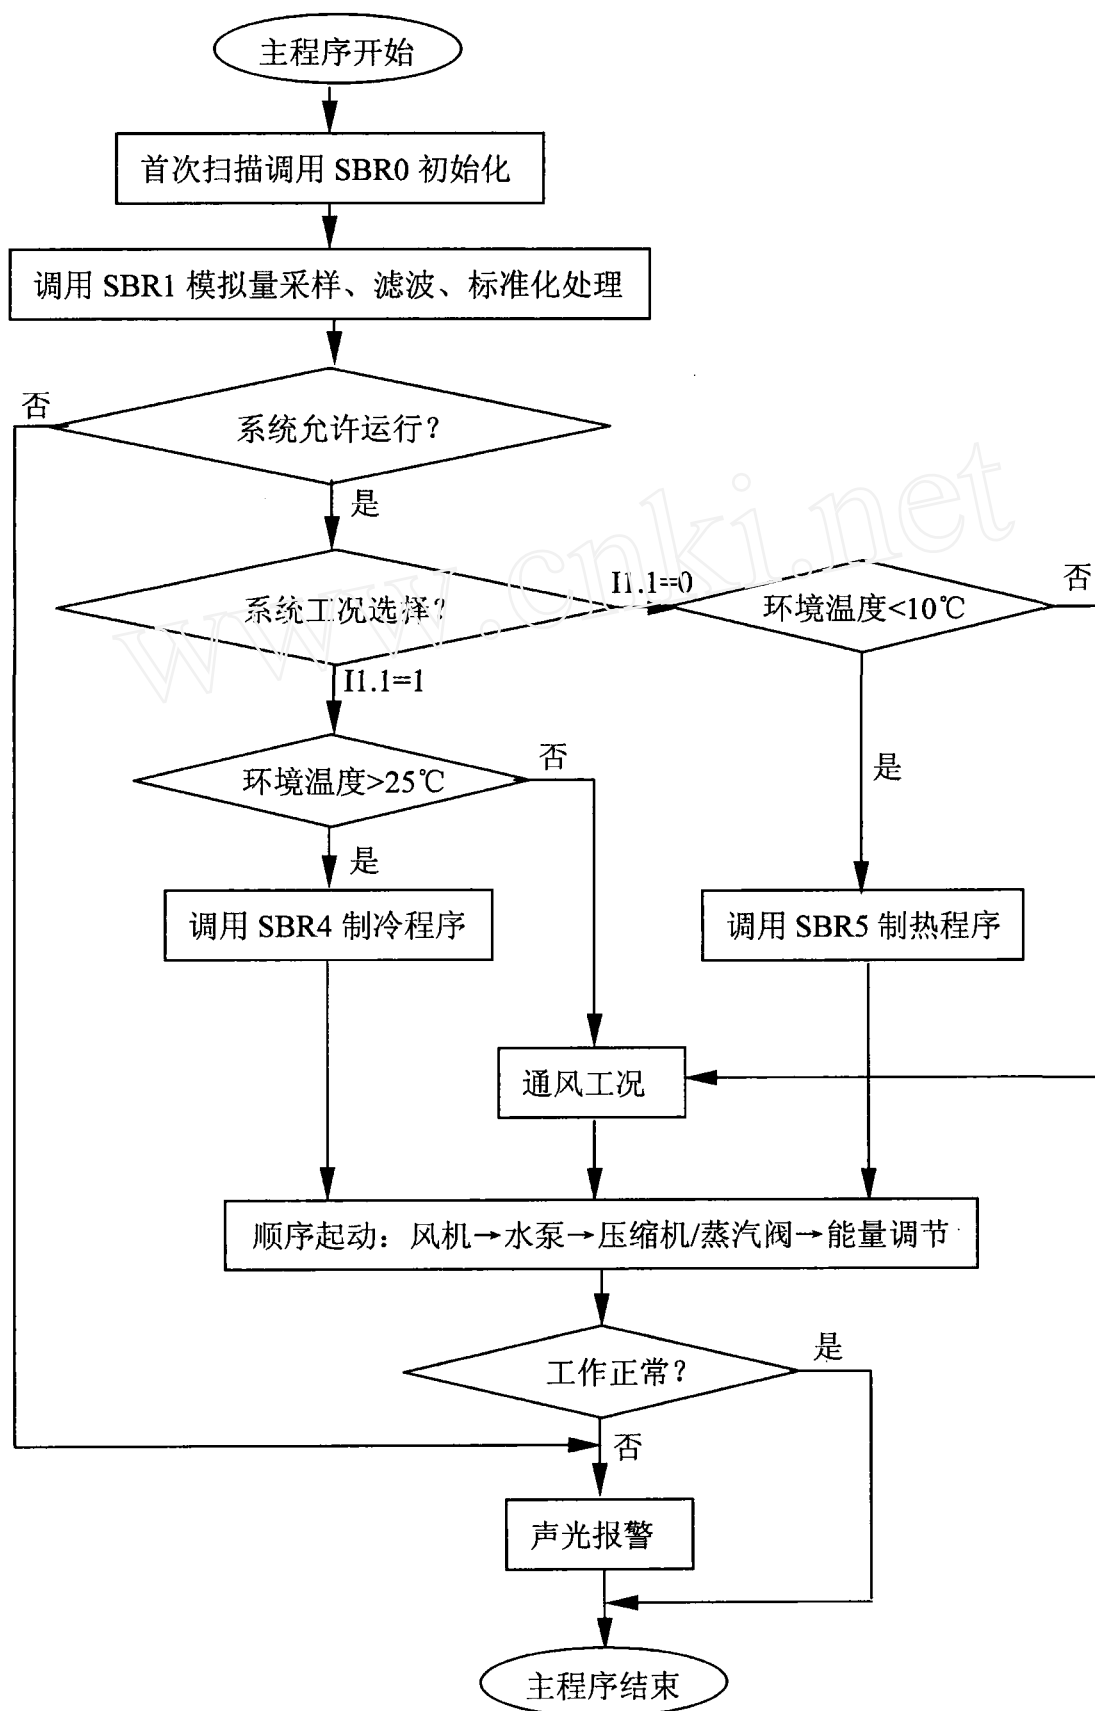 主程序开始
首次扫描调用 SBR0 初始化
调用 SBR1 模拟量采样、滤波、标准化处理
否
系统允许运行？
是
系统工况选择？
I1.1=0
环境温度<10℃
否
I1.1=1
环境温度>25℃
否
是
是
调用 SBR4 制冷程序
调用 SBR5 制热程序
通风工况
顺序起动：风机→水泵→压缩机/蒸汽阀→能量调节
工作正常？
是
否
声光报警
主程序结束
www.cnki.net